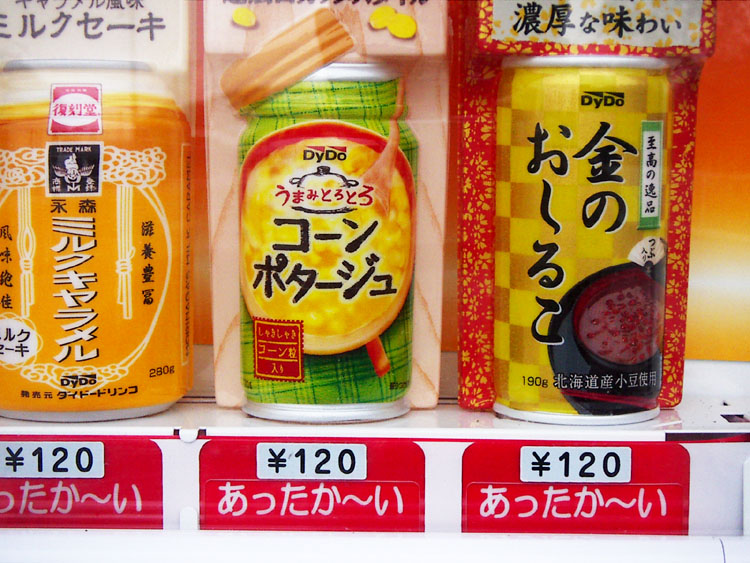 キャラメル風味
ミルクセーキ
復刻堂
TRADE MARK
森永
ミルクキャラメル
滋養豊富
風味絶佳
ミルク
セーキ
DyDo
280g
発売元 ダイドードリンコ
DyDo
うまみとろとろ
コーン
ポタージュ
しゃきしゃき
コーン粒
入り
濃厚な味わい
DyDo
至高の逸品
金の
おしるこ
つぶ
入り
190g 北海道産小豆使用
¥120
あったか〜い
¥120
あったか〜い
¥120
あったか〜い